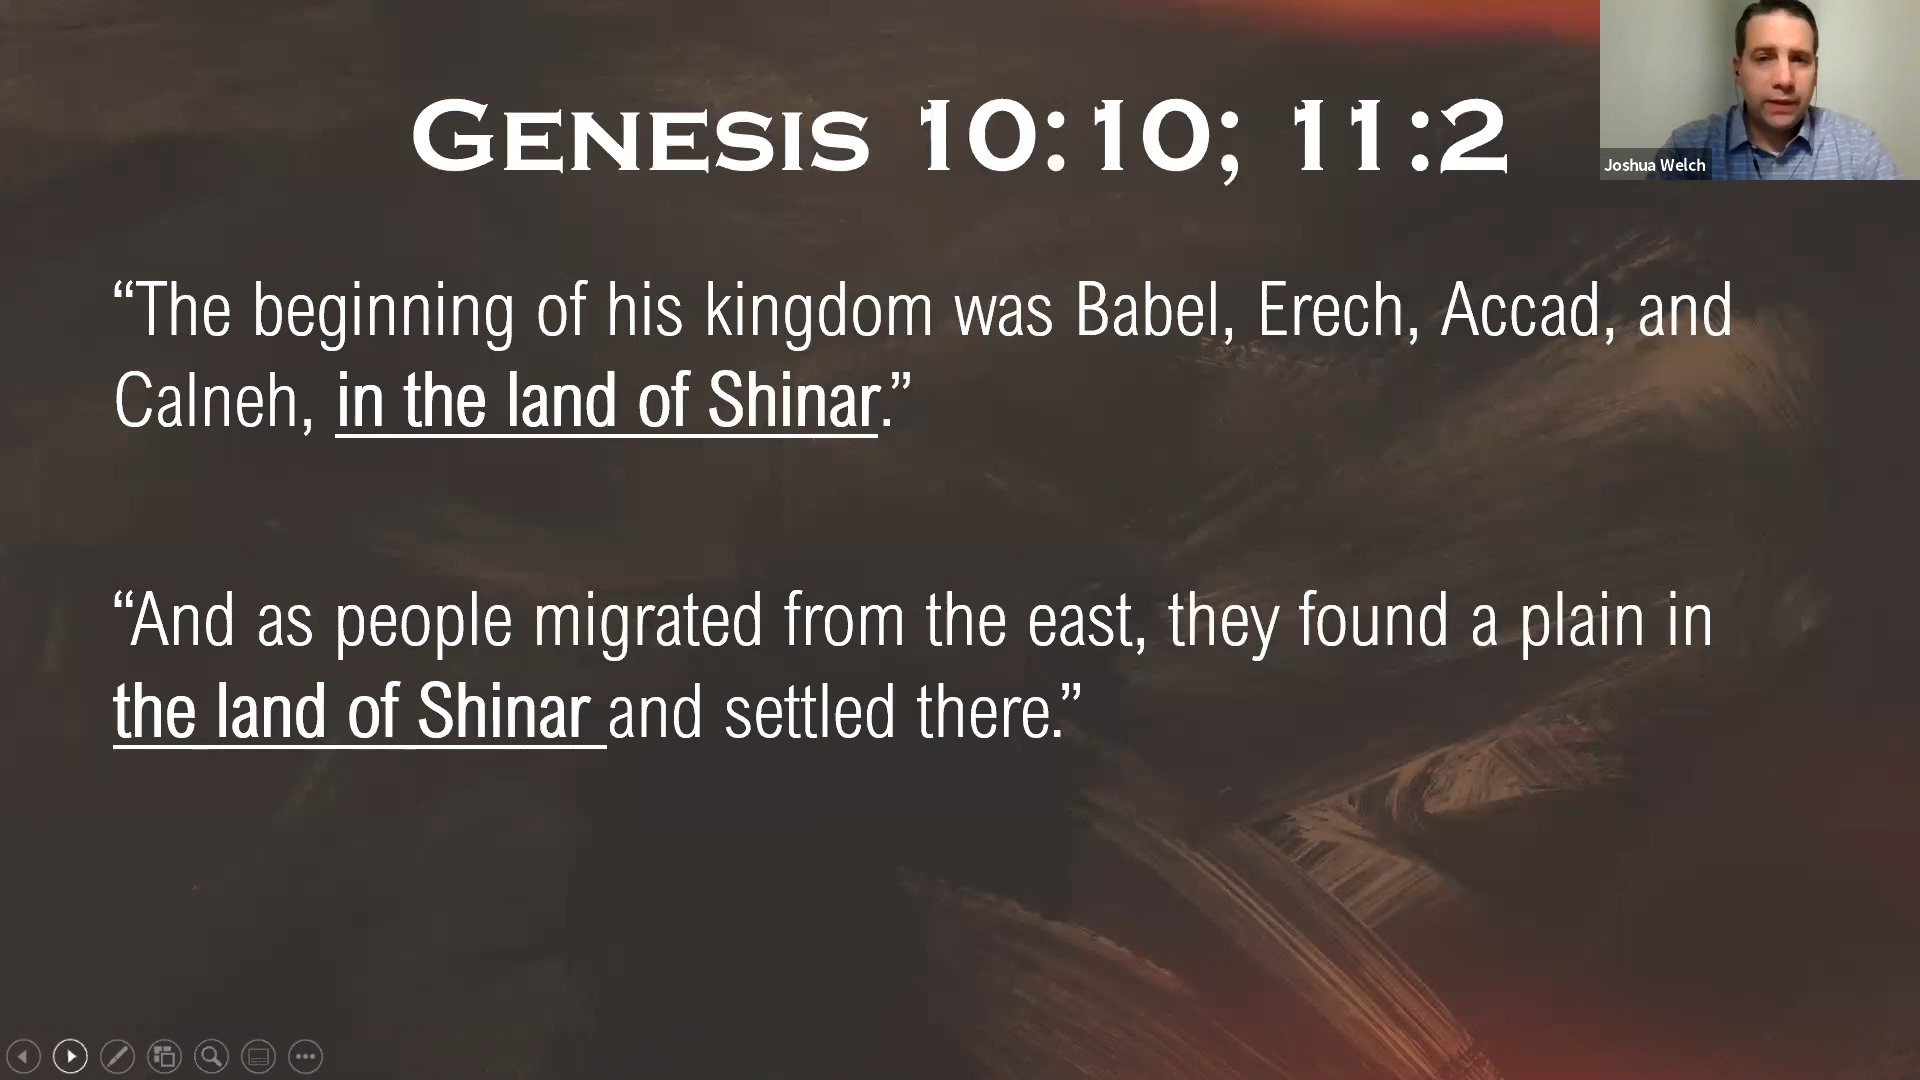 Genesis 10:10; 11:2
Joshua Welch
“The beginning of his kingdom was Babel, Erech, Accad, and
Calneh, in the land of Shinar.”
“And as people migrated from the east, they found a plain in
the land of Shinar and settled there.”